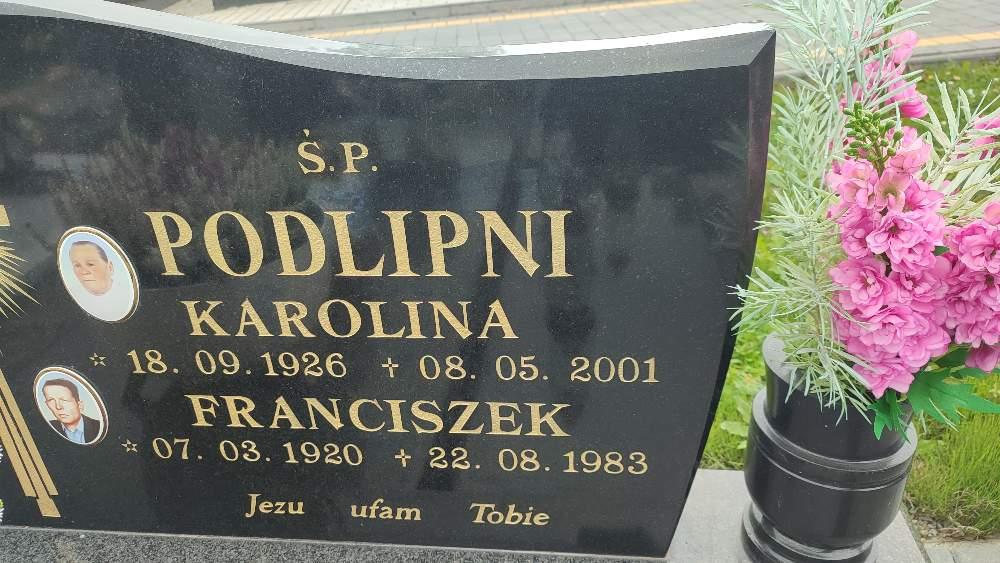 Ś.P.
PODLIPNI
KAROLINA
☆ 18. 09. 1926 ✝ 08. 05. 2001
FRANCISZEK
☆ 07. 03. 1920 ✝ 22. 08. 1983
Jezu ufam Tobie